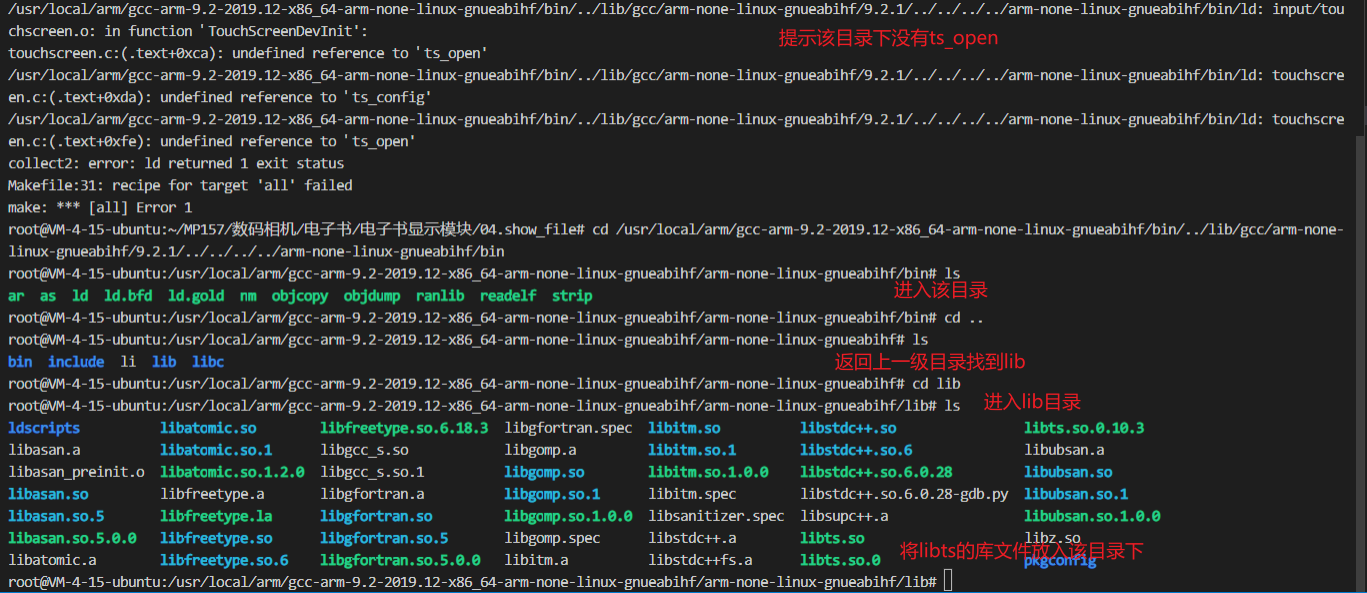 /usr/local/arm/gcc-arm-9.2-2019.12-x86_64-arm-none-linux-gnueabihf/bin/../lib/gcc/arm-none-linux-gnueabihf/9.2.1/../../../../arm-none-linux-gnueabihf/bin/ld: input/tou
chscreen.o: in function `TouchScreenDevInit':
提示该目录下没有ts_open
touchscreen.c:(.text+0xca): undefined reference to `ts_open'
/usr/local/arm/gcc-arm-9.2-2019.12-x86_64-arm-none-linux-gnueabihf/bin/../lib/gcc/arm-none-linux-gnueabihf/9.2.1/../../../../arm-none-linux-gnueabihf/bin/ld: touchscre
en.c:(.text+0xda): undefined reference to `ts_config'
/usr/local/arm/gcc-arm-9.2-2019.12-x86_64-arm-none-linux-gnueabihf/bin/../lib/gcc/arm-none-linux-gnueabihf/9.2.1/../../../../arm-none-linux-gnueabihf/bin/ld: touchscre
en.c:(.text+0xfe): undefined reference to `ts_open'
collect2: error: ld returned 1 exit status
Makefile:31: recipe for target 'all' failed
make: *** [all] Error 1
root@VM-4-15-ubuntu:~/MP157/数码相机/电子书/电子书显示模块/04.show_file# cd /usr/local/arm/gcc-arm-9.2-2019.12-x86_64-arm-none-linux-gnueabihf/bin/../lib/gcc/arm-none-
linux-gnueabihf/9.2.1/../../../../arm-none-linux-gnueabihf/bin
root@VM-4-15-ubuntu:/usr/local/arm/gcc-arm-9.2-2019.12-x86_64-arm-none-linux-gnueabihf/arm-none-linux-gnueabihf/bin# ls
ar as ld ld.bfd ld.gold nm objcopy objdump ranlib readelf strip
进入该目录
root@VM-4-15-ubuntu:/usr/local/arm/gcc-arm-9.2-2019.12-x86_64-arm-none-linux-gnueabihf/arm-none-linux-gnueabihf/bin# cd ..
root@VM-4-15-ubuntu:/usr/local/arm/gcc-arm-9.2-2019.12-x86_64-arm-none-linux-gnueabihf/arm-none-linux-gnueabihf# ls
bin include li lib libc
返回上一级目录找到lib
root@VM-4-15-ubuntu:/usr/local/arm/gcc-arm-9.2-2019.12-x86_64-arm-none-linux-gnueabihf/arm-none-linux-gnueabihf# cd lib
root@VM-4-15-ubuntu:/usr/local/arm/gcc-arm-9.2-2019.12-x86_64-arm-none-linux-gnueabihf/arm-none-linux-gnueabihf/lib# ls
进入lib目录
ldscripts libatomic.so libfreetype.so.6.18.3 libgfortran.spec libitm.so libstdc++.so libts.so.0.10.3
libasan.a libatomic.so.1 libgcc_s.so libgomp.a libitm.so.1 libstdc++.so.6 libubsan.a
libasan_preinit.o libatomic.so.1.2.0 libgcc_s.so.1 libgomp.so libitm.so.1.0.0 libstdc++.so.6.0.28 libubsan.so
libasan.so libfreetype.a libgfortran.a libgomp.so.1 libitm.spec libstdc++.so.6.0.28-gdb.py libubsan.so.1
libasan.so.5 libfreetype.la libgfortran.so libgomp.so.1.0.0 libsanitizer.spec libsupc++.a libubsan.so.1.0.0
libasan.so.5.0.0 libfreetype.so libgfortran.so.5 libgomp.spec libstdc++.a libts.so libz.so
将libts的库文件放入该目录下
libatomic.a libfreetype.so.6 libgfortran.so.5.0.0 libitm.a libstdc++fs.a libts.so.0 pkgconfig
root@VM-4-15-ubuntu:/usr/local/arm/gcc-arm-9.2-2019.12-x86_64-arm-none-linux-gnueabihf/arm-none-linux-gnueabihf/lib#